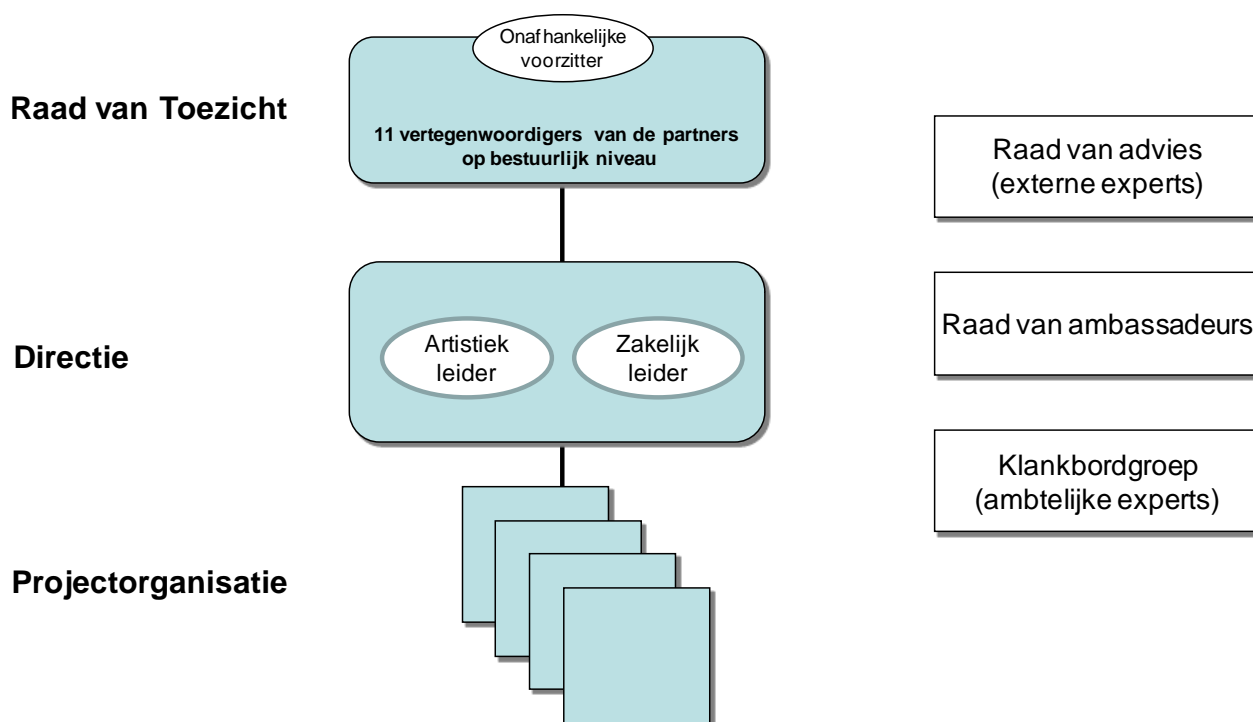 Onafhankelijke
voorzitter
Raad van Toezicht
11 vertegenwoordigers van de partners
op bestuurlijk niveau
Raad van advies
(externe experts)
Raad van ambassadeurs
Directie
Artistiek
leider
Zakelijk
leider
Klankbordgroep
(ambtelijke experts)
Projectorganisatie